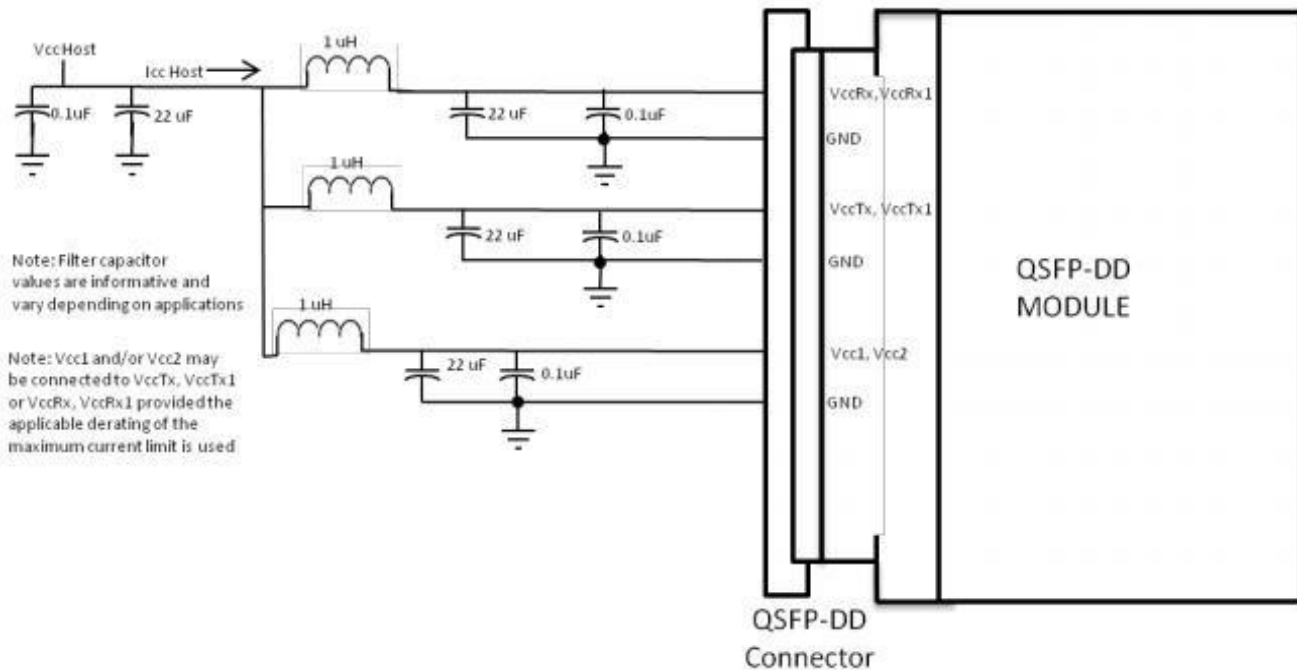 Vcc Host
Icc Host
1 uH
0.1uF
22 uF
22 uF
0.1uF
VccRx, VccRx1
GND
1 uH
22 uF
0.1uF
VccTx, VccTx1
GND
Note: Filter capacitor
values are informative and
vary depending on applications
1 uH
22 uF
0.1uF
Vcc1, Vcc2
GND
Note: Vcc1 and/or Vcc2 may
be connected to VccTx, VccTx1
or VccRx, VccRx1 provided the
applicable derating of the
maximum current limit is used
QSFP-DD
MODULE
QSFP-DD
Connector